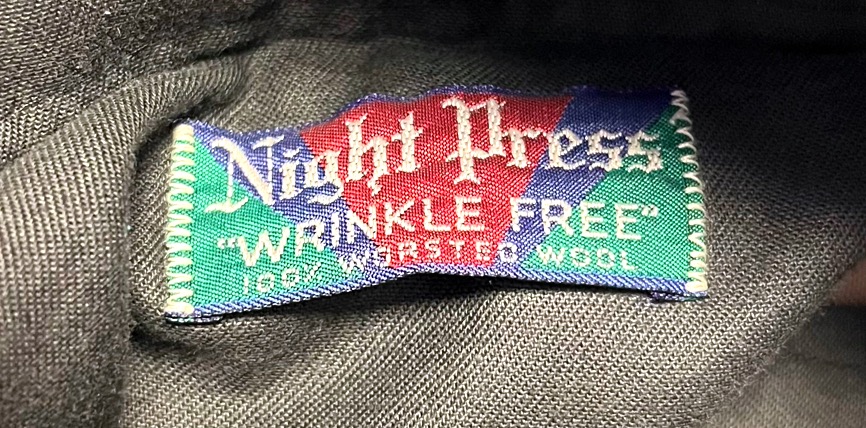 Night Press
"WRINKLE FREE"
100% WORSTED WOOL